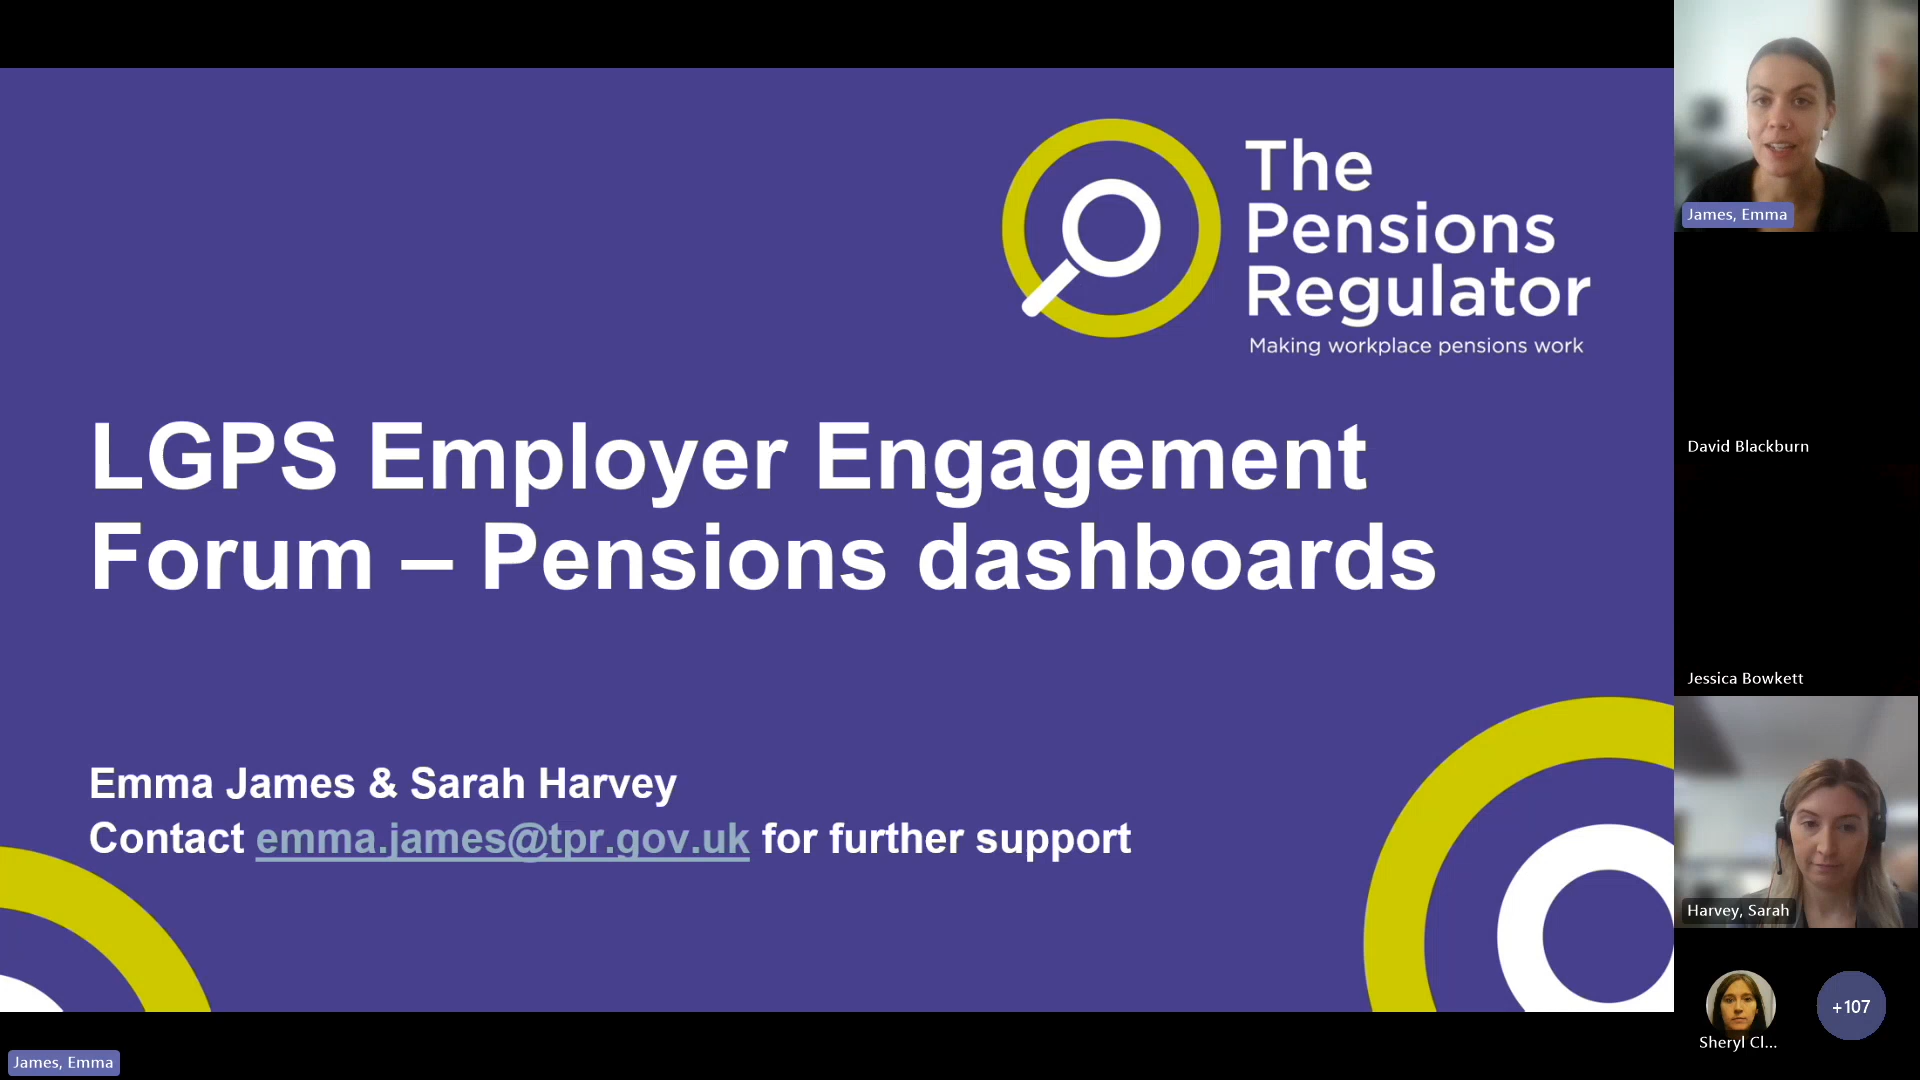 The
Pensions
Regulator
Making workplace pensions work
LGPS Employer Engagement
Forum – Pensions dashboards
Emma James & Sarah Harvey
Contact emma.james@tpr.gov.uk for further support
James, Emma
David Blackburn
Jessica Bowkett
Harvey, Sarah
Sheryl Cl...
+107
James, Emma